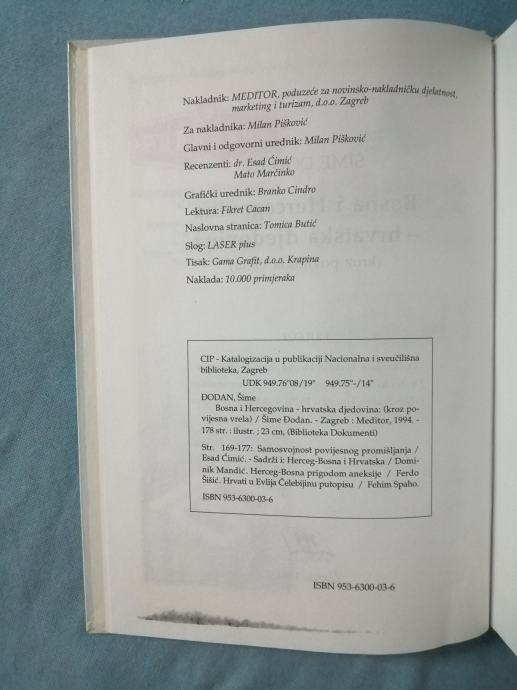 Nakladnik: MEDITOR, poduzeće za novinsko-nakladničku djelatnost,
marketing i turizam, d.o.o. Zagreb
Za nakladnika: Milan Pišković
Glavni i odgovorni urednik: Milan Pišković
Recenzenti: dr. Esad Ćimić
Mato Marčinko
Grafički urednik: Branko Cindro
Lektura: Fikret Cacan
Naslovna stranica: Tomica Butić
Slog: LASER plus
Tisak: Gama Grafit, d.o.o. Krapina
Naklada: 10.000 primjeraka
CIP - Katalogizacija u publikaciji Nacionalna i sveučilišna
biblioteka, Zagreb
UDK 949.76"08/19" 949.75"-/14"
ĐODAN, Šime
Bosna i Hercegovina - hrvatska djedovina: (kroz po-
vijesna vrela) / Šime Đodan. - Zagreb : Meditor, 1994. -
178 str. : ilustr. ; 23 cm, (Biblioteka Dokumenti)
Str. 169-177: Samosvojnost povijesnog promišljanja /
Esad Ćimić. - Sadrži i: Herceg-Bosna i Hrvatska / Domi-
nik Mandić. Herceg-Bosna prigodom aneksije / Ferdo
Šišić. Hrvati u Evlija Čelebijinu putopisu / Fehim Spaho.
ISBN 953-6300-03-6
ISBN 953-6300-03-6